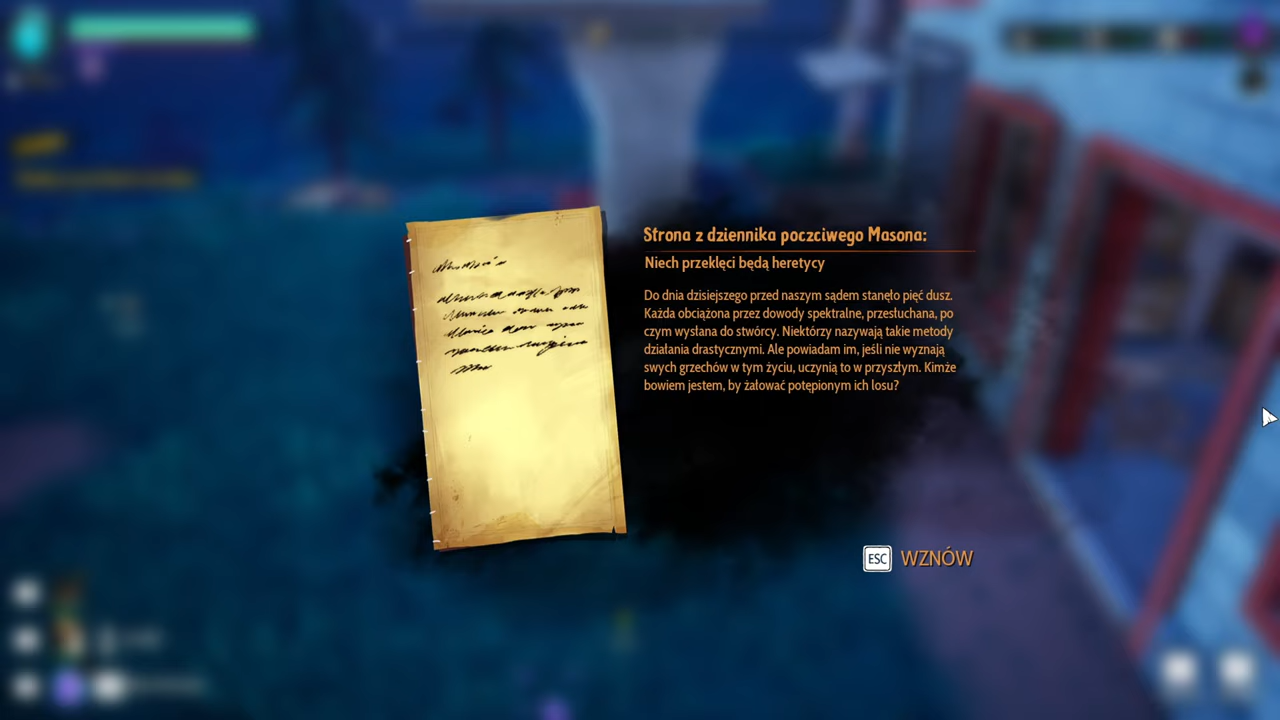 Strona z dziennika poczciwego Masona:
Niech przeklęci będą heretycy
Do dnia dzisiejszego przed naszym sądem stanęło pięć dusz.
Każda obciążona przez dowody spektralne, przesłuchana, po
czym wysłana do stwórcy. Niektórzy nazywają takie metody
działania drastycznymi. Ale powiadam im, jeśli nie wyznają
swych grzechów w tym życiu, uczynią to w przyszłym. Kimże
bowiem jestem, by żałować potępionym ich losu?
ESC WZNÓW